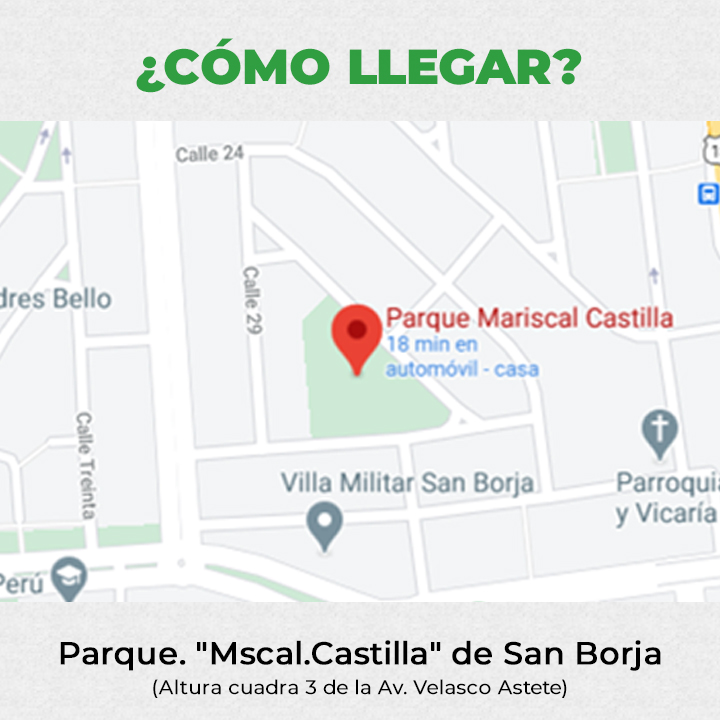 ¿CÓMO LLEGAR?
Calle 24
dres Bello
Calle 29
Parque Mariscal Castilla
18 min en
automóvil - casa
Calle Treinta
Villa Militar San Borja
Parroquia
y Vicaría
Perú
1
Parque. "Mscal.Castilla" de San Borja
(Altura cuadra 3 de la Av. Velasco Astete)